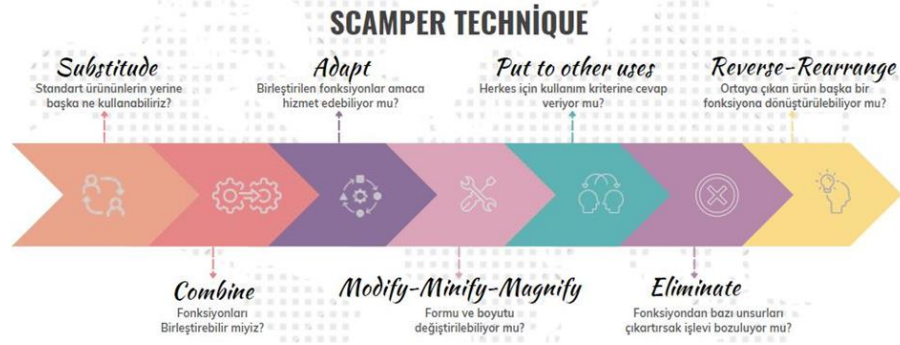 SCAMPER TECHNİQUE
Substitude
Standart ürününlerin yerine
başka ne kullanabiliriz?
Adapt
Birleştirilen fonksiyonlar amaca
hizmet edebiliyor mu?
Put to other uses
Herkes için kullanım kriterine cevap
veriyor mu?
Reverse-Rearrange
Ortaya çıkan ürün başka bir
fonksiyona dönüştürülebiliyor mu?
Combine
Fonksiyonları
Birleştirebilir miyiz?
Modify-Minify-Magnify
Formu ve boyutu
değiştirilebiliyor mu?
Eliminate
Fonksiyondan bazı unsurları
çıkartırsak işlevi bozuluyor mu?